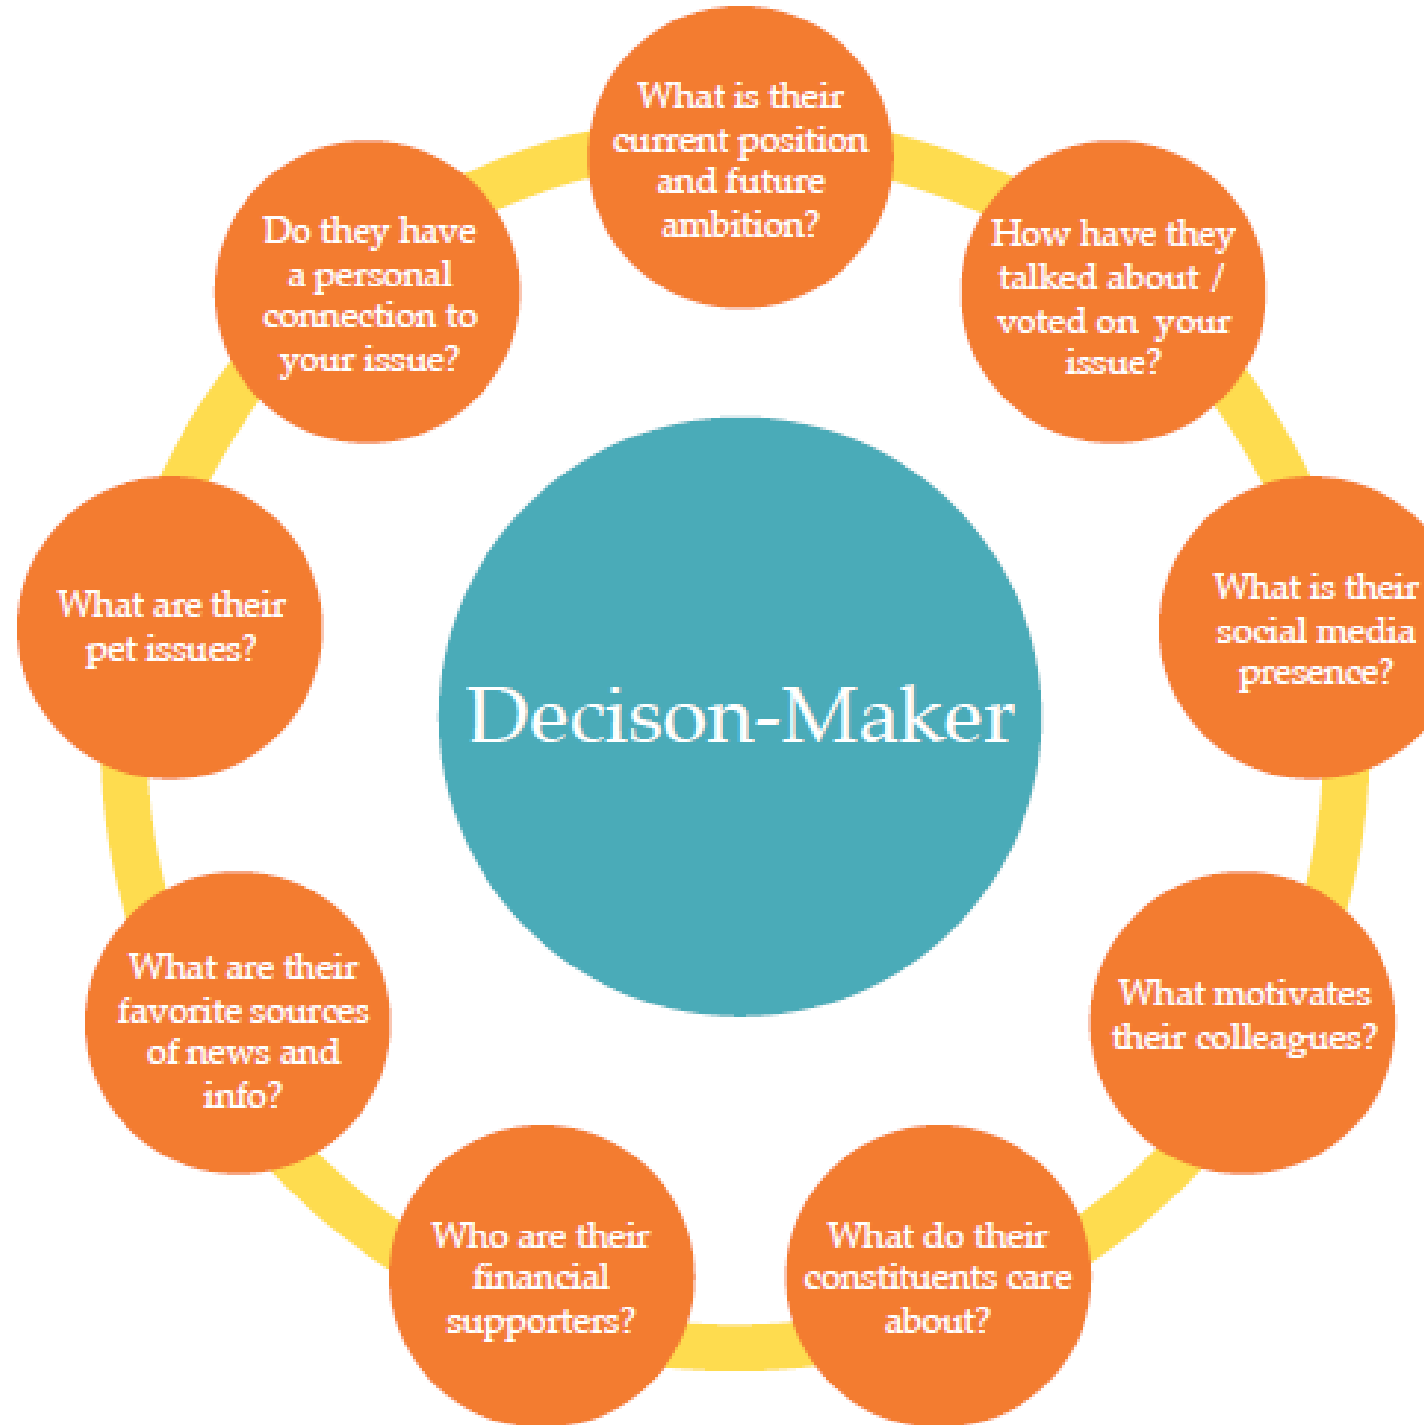 What is their
current position
and future
ambition?
How have they
talked about /
voted on your
issue?
What is their
social media
presence?
What motivates
their colleagues?
What do their
constituents care
about?
Who are their
financial
supporters?
What are their
favorite sources
of news and
info?
What are their
pet issues?
Do they have
a personal
connection to
your issue?
Decison-Maker